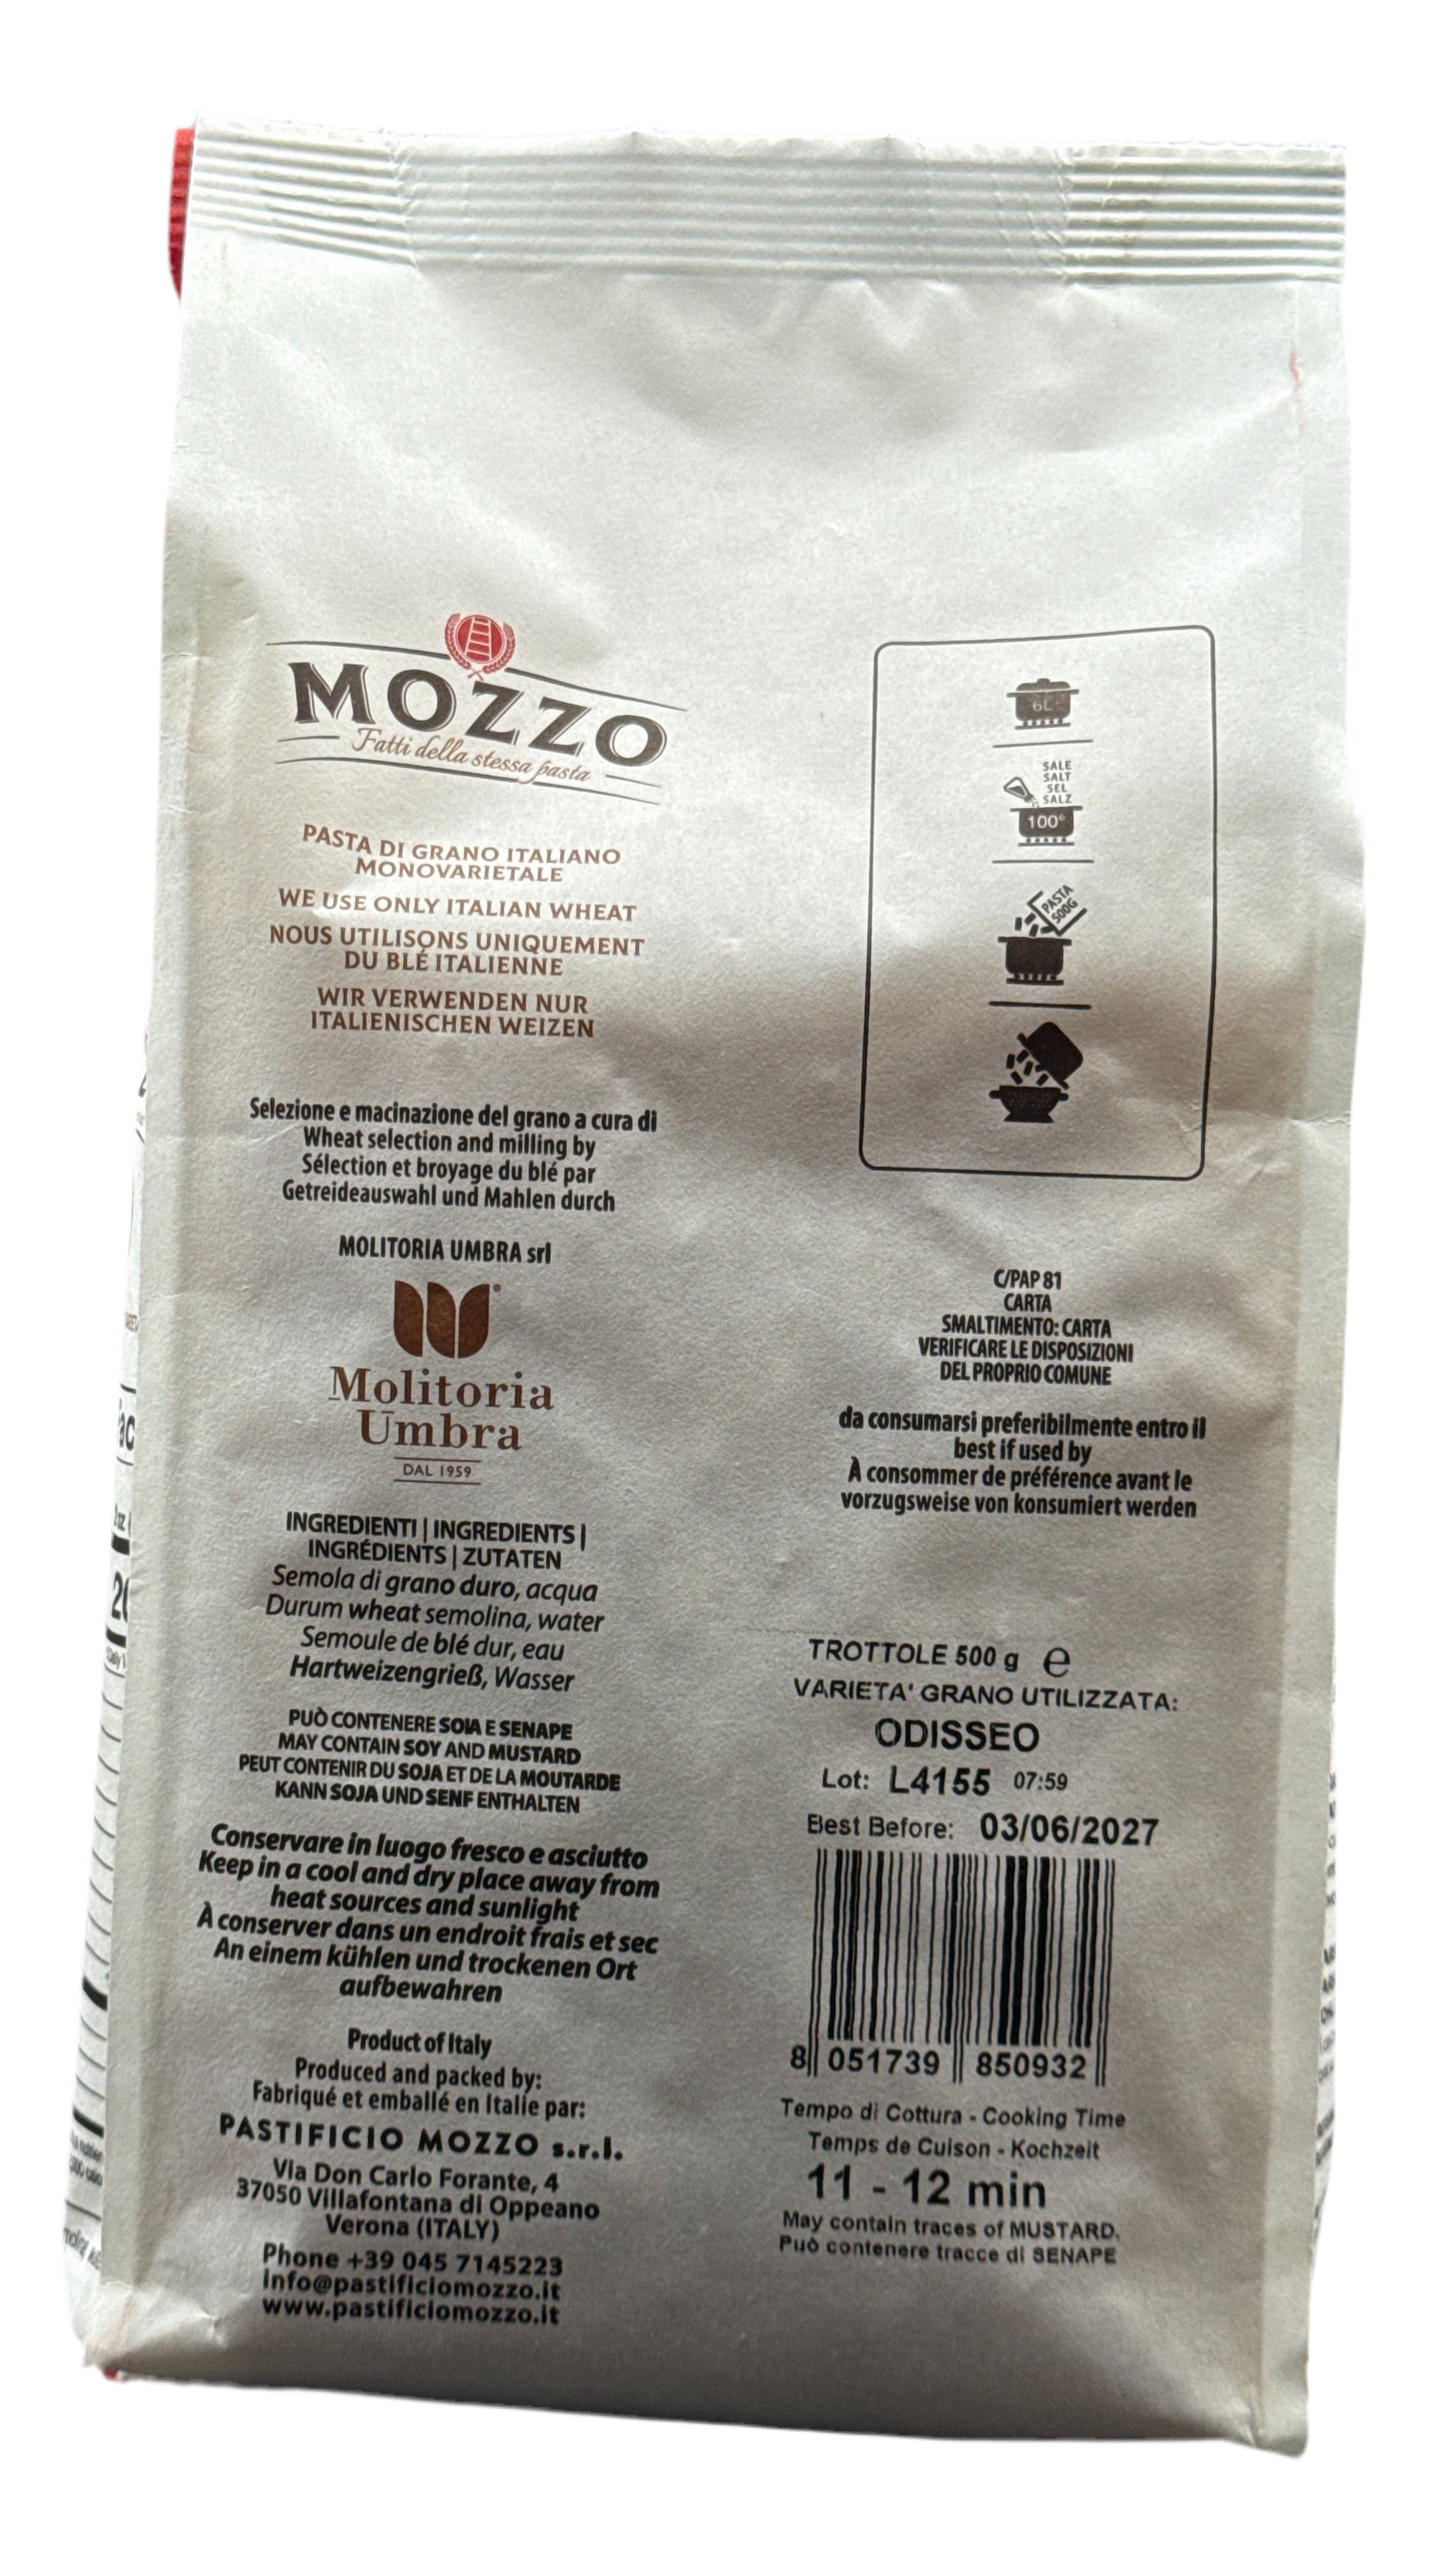 MOZZO
Fatti della stessa pasta
PASTA DI GRANO ITALIANO
MONOVARIETALE
WE USE ONLY ITALIAN WHEAT
NOUS UTILISONS UNIQUEMENT
DU BLÉ ITALIENNE
WIR VERWENDEN NUR
ITALIENISCHEN WEIZEN
Selezione e macinazione del grano a cura di
Wheat selection and milling by
Sélection et broyage du blé par
Getreideauswahl und Mahlen durch
MOLITORIA UMBRA srl
Molitoria
Umbra
DAL 1959
INGREDIENTI | INGREDIENTS |
INGRÉDIENTS | ZUTATEN
Semola di grano duro, acqua
Durum wheat semolina, water
Semoule de blé dur, eau
Hartweizengrieß, Wasser
PUÒ CONTENERE SOIA E SENAPE
MAY CONTAIN SOY AND MUSTARD
PEUT CONTENIR DU SOJA ET DE LA MOUTARDE
KANN SOJA UND SENF ENTHALTEN
Conservare in luogo fresco e asciutto
Keep in a cool and dry place away from
heat sources and sunlight
À conserver dans un endroit frais et sec
An einem kühlen und trockenen Ort
aufbewahren
Product of Italy
Produced and packed by:
Fabriqué et emballé en Italie par:
PASTIFICIO MOZZO s.r.l.
Via Don Carlo Forante, 4
37050 Villafontana di Oppeano
Verona (ITALY)
Phone +39 045 7145223
info@pastificiomozzo.it
www.pastificiomozzo.it
6L
SALE
SALT
SEL
SALZ
100°
PASTA
500G
C/PAP 81
CARTA
SMALTIMENTO: CARTA
VERIFICARE LE DISPOSIZIONI
DEL PROPRIO COMUNE
da consumarsi preferibilmente entro il
best if used by
À consommer de préférence avant le
vorzugsweise von konsumiert werden
TROTTOLE 500 g ℮
VARIETA' GRANO UTILIZZATA:
ODISSEO
Lot: L4155 07:59
Best Before: 03/06/2027
8 051739 850932
Tempo di Cottura - Cooking Time
Temps de Cuison - Kochzeit
11 - 12 min
May contain traces of MUSTARD.
Può contenere tracce di SENAPE